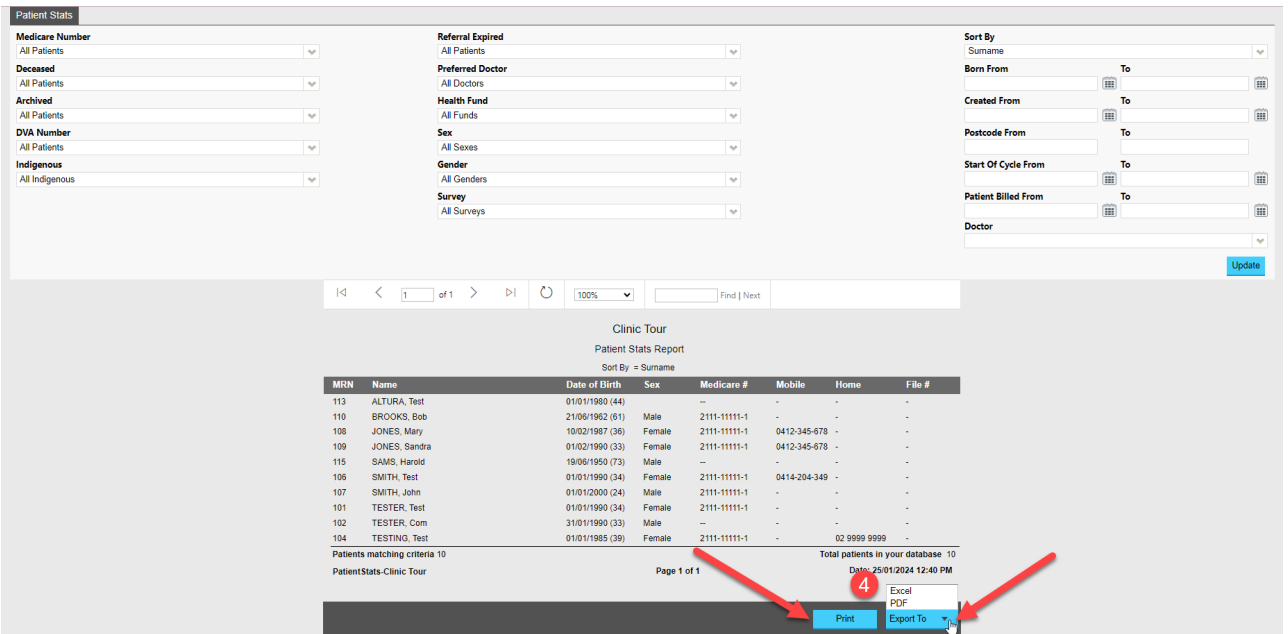 Patient Stats
Medicare Number
All Patients
Deceased
All Patients
Archived
All Patients
DVA Number
All Patients
Indigenous
All Indigenous
Referral Expired
All Patients
Preferred Doctor
All Doctors
Health Fund
All Funds
Sex
All Sexes
Gender
All Genders
Survey
All Surveys
Sort By
Surname
Born From To
Created From To
Postcode From To
Start Of Cycle From To
Patient Billed From To
Doctor
Update
1 of 1 100% Find | Next
Clinic Tour
Patient Stats Report
Sort By = Surname
MRN Name Date of Birth Sex Medicare # Mobile Home File #
113 ALTURA, Test 01/01/1980 (44) -- - - -
110 BROOKS, Bob 21/06/1962 (61) Male 2111-11111-1 - - -
108 JONES, Mary 10/02/1987 (36) Female 2111-11111-1 0412-345-678 - -
109 JONES, Sandra 01/02/1990 (33) Female 2111-11111-1 0412-345-678 - -
115 SAMS, Harold 19/06/1950 (73) Male -- - - -
106 SMITH, Test 01/01/1990 (34) Female 2111-11111-1 0414-204-349 - -
107 SMITH, John 01/01/2000 (24) Male 2111-11111-1 - - -
101 TESTER, Test 01/01/1990 (34) Female 2111-11111-1 - - -
102 TESTER, Com 31/01/1990 (33) Male -- - - -
104 TESTING, Test 01/01/1985 (39) Female 2111-11111-1 - 02 9999 9999 -
Patients matching criteria 10 Total patients in your database 10
PatientStats-Clinic Tour Page 1 of 1 Date: 25/01/2024 12:40 PM
4
Excel
PDF
Print Export To